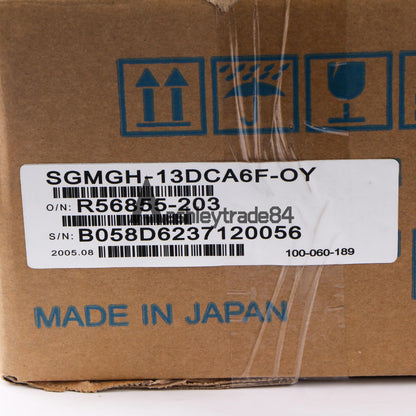 SGMGH-13DCA6F-OY
O/N: R56855-203
S/N: B058D6237120056
2005.08 100-060-189
MADE IN JAPAN